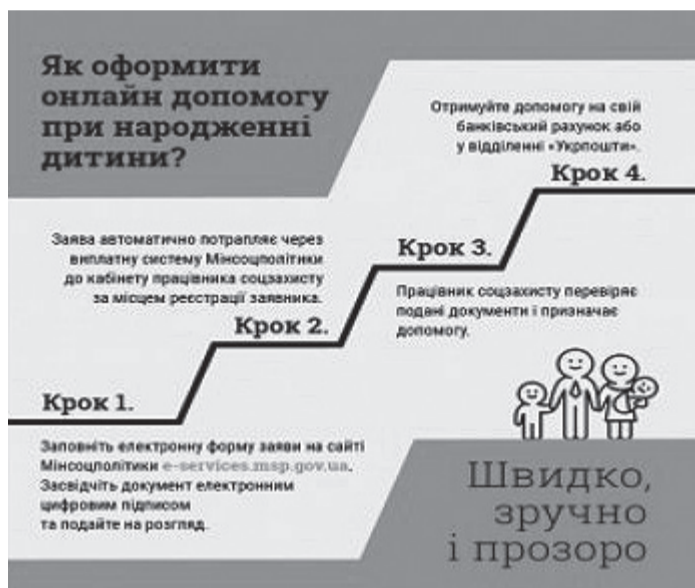 Як оформити
онлайн допомогу
при народженні
дитини?
Крок 1.
Заповніть електронну форму заяви на сайті
Мінсоцполітики e-services.msp.gov.ua.
Засвідчіть документ електронним
цифровим підписом
та подайте на розгляд.
Заява автоматично потрапляє через
виплатну систему Мінсоцполітики
до кабінету працівника соцзахисту
за місцем реєстрації заявника.
Крок 2.
Крок 3.
Працівник соцзахисту перевіряє
подані документи і призначає
допомогу.
Отримуйте допомогу на свій
банківський рахунок або
у відділенні «Укрпошти».
Крок 4.
Швидко,
зручно
і прозоро